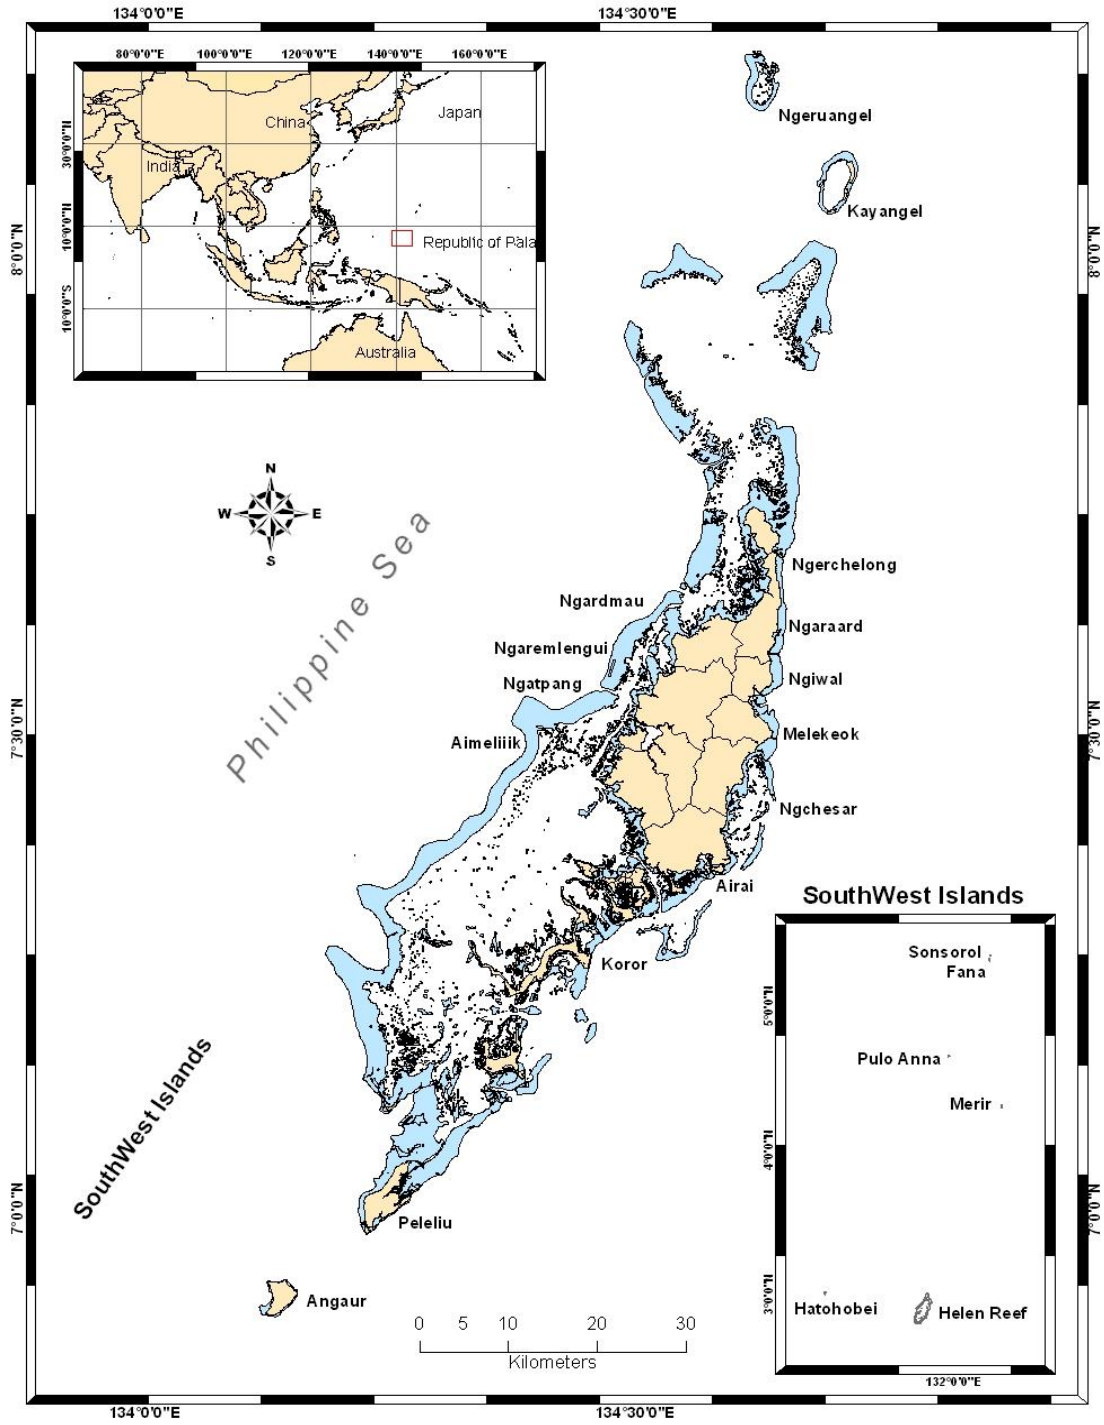 134°0'0"E
134°30'0"E
80°0'0"E
100°0'0"E
120°0'0"E
140°0'0"E
160°0'0"E
30°0'0"N
10°0'0"N
10°0'0"S
China
Japan
India
Republic of Pala
Australia
Ngeruangel
Kayangel
8°0'0"N
8°0'0"N
N
W
E
S
Philippine Sea
Ngerchelong
Ngardmau
Ngaraard
Ngaremlengui
Ngiwal
Ngatpang
Melekeok
Aimeliiik
7°30'0"N
7°30'0"N
Ngchesar
Airai
Koror
SouthWest Islands
Peleliu
Angaur
7°0'0"N
7°0'0"N
0 5 10 20 30
Kilometers
SouthWest Islands
Sonsorol
Fana
5°0'0"N
Pulo Anna
Merir
4°0'0"N
3°0'0"N
Hatohobei
Helen Reef
132°0'0"E
134°0'0"E
134°30'0"E